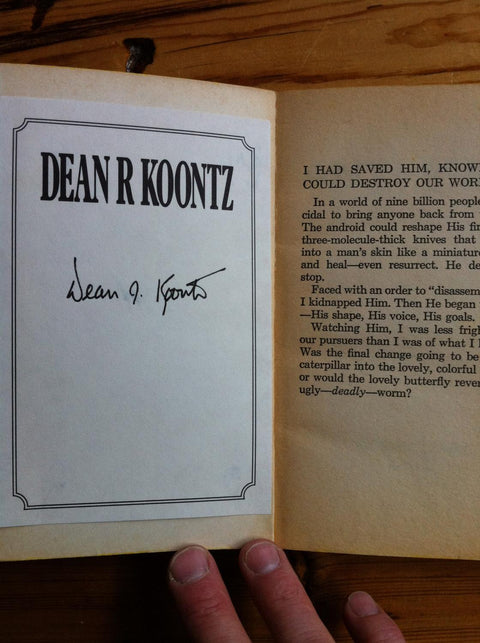 DEAN R KOONTZ
Dean J. Koontz
I HAD SAVED HIM, KNOW
COULD DESTROY OUR WOR
In a world of nine billion people
cidal to bring anyone back from
The android could reshape His fin
three-molecule-thick knives that
into a man's skin like a miniature
and heal—even resurrect. He de
stop.
Faced with an order to "disassem
I kidnapped Him. Then He began
—His shape, His voice, His goals.
Watching Him, I was less frigh
our pursuers than I was of what I
Was the final change going to be
caterpillar into the lovely, colorful
or would the lovely butterfly rever
ugly—deadly—worm?